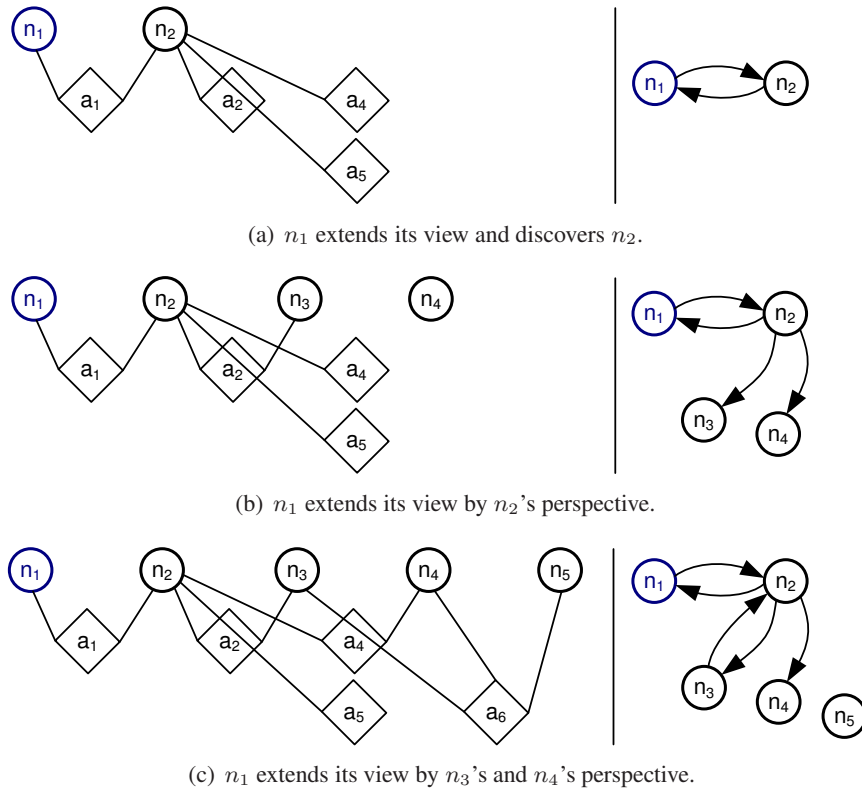 n₁ n₂ n₁ n₂
a₁ a₂ a₄
a₅
(a) n₁ extends its view and discovers n₂.
n₁ n₂ n₃ n₄ n₁ n₂
a₁ a₂ a₄
n₃ n₄
a₅
(b) n₁ extends its view by n₂’s perspective.
n₁ n₂ n₃ n₄ n₅ n₁ n₂
a₁ a₂ a₄
n₃ n₄ n₅
a₅ a₆
(c) n₁ extends its view by n₃’s and n₄’s perspective.